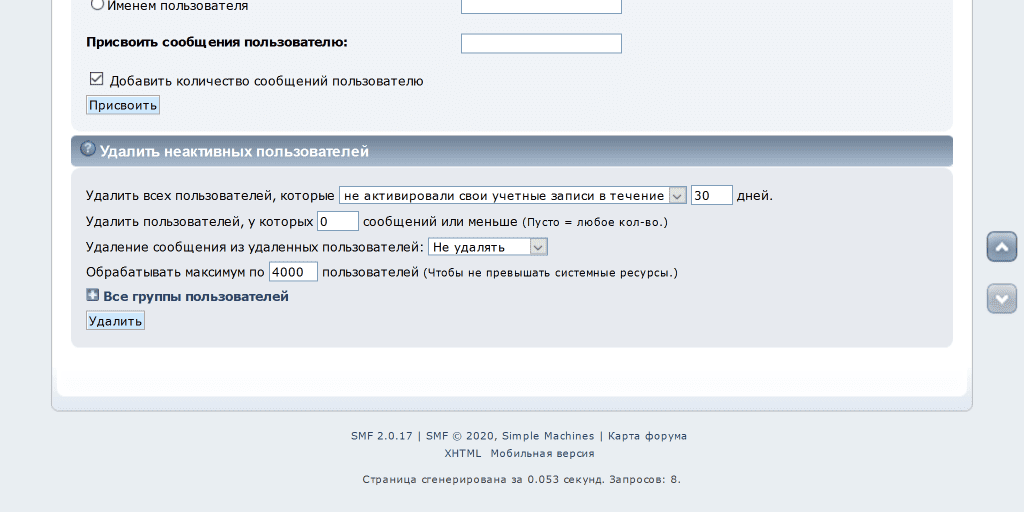 Именем пользователя
Присвоить сообщения пользователю:
Добавить количество сообщений пользователю
Присвоить
? Удалить неактивных пользователей
Удалить всех пользователей, которые не активировали свои учетные записи в течение 30 дней.
Удалить пользователей, у которых 0 сообщений или меньше (Пусто = любое кол-во.)
Удаление сообщения из удаленных пользователей: Не удалять
Обрабатывать максимум по 4000 пользователей (Чтобы не превышать системные ресурсы.)
Все группы пользователей
Удалить
SMF 2.0.17 | SMF © 2020, Simple Machines | Карта форума
XHTML Мобильная версия
Страница сгенерирована за 0.053 секунд. Запросов: 8.